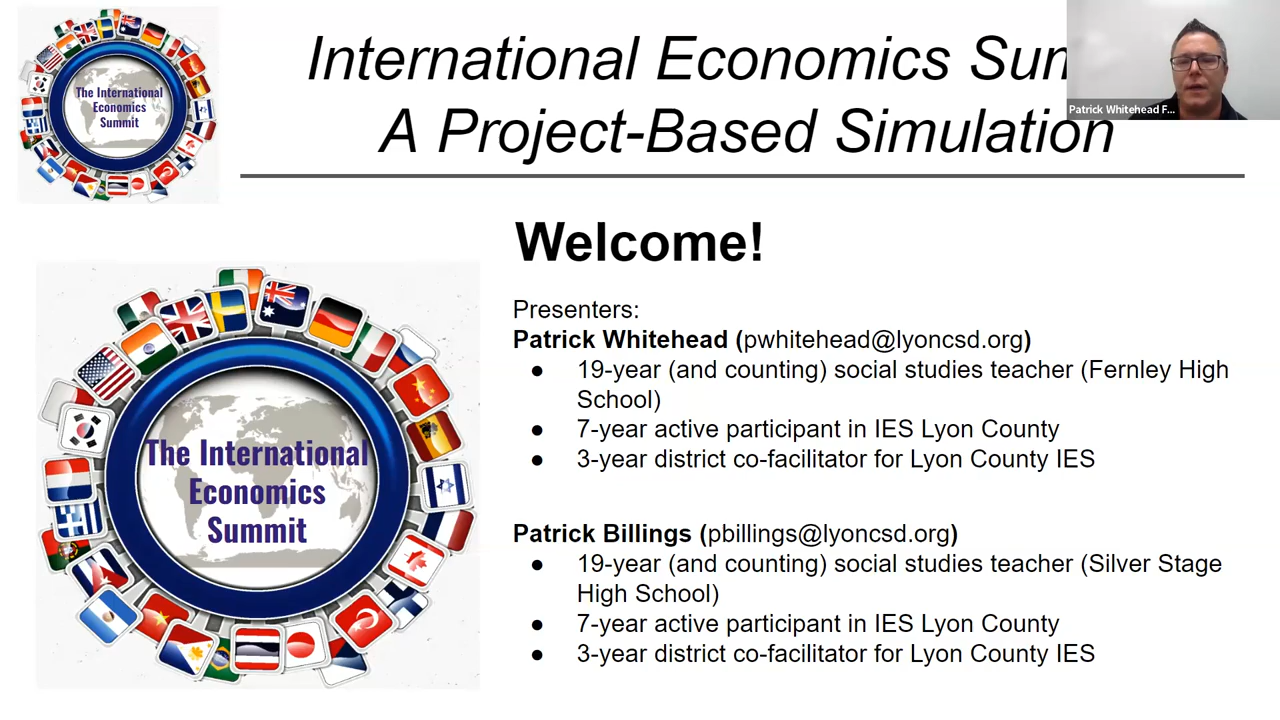 The International
Economics
Summit
International Economics Sum
A Project-Based Simulation
Patrick Whitehead F...
Welcome!
Presenters:
Patrick Whitehead (pwhitehead@lyoncsd.org)
● 19-year (and counting) social studies teacher (Fernley High
School)
● 7-year active participant in IES Lyon County
● 3-year district co-facilitator for Lyon County IES
Patrick Billings (pbillings@lyoncsd.org)
● 19-year (and counting) social studies teacher (Silver Stage
High School)
● 7-year active participant in IES Lyon County
● 3-year district co-facilitator for Lyon County IES
The International
Economics
Summit